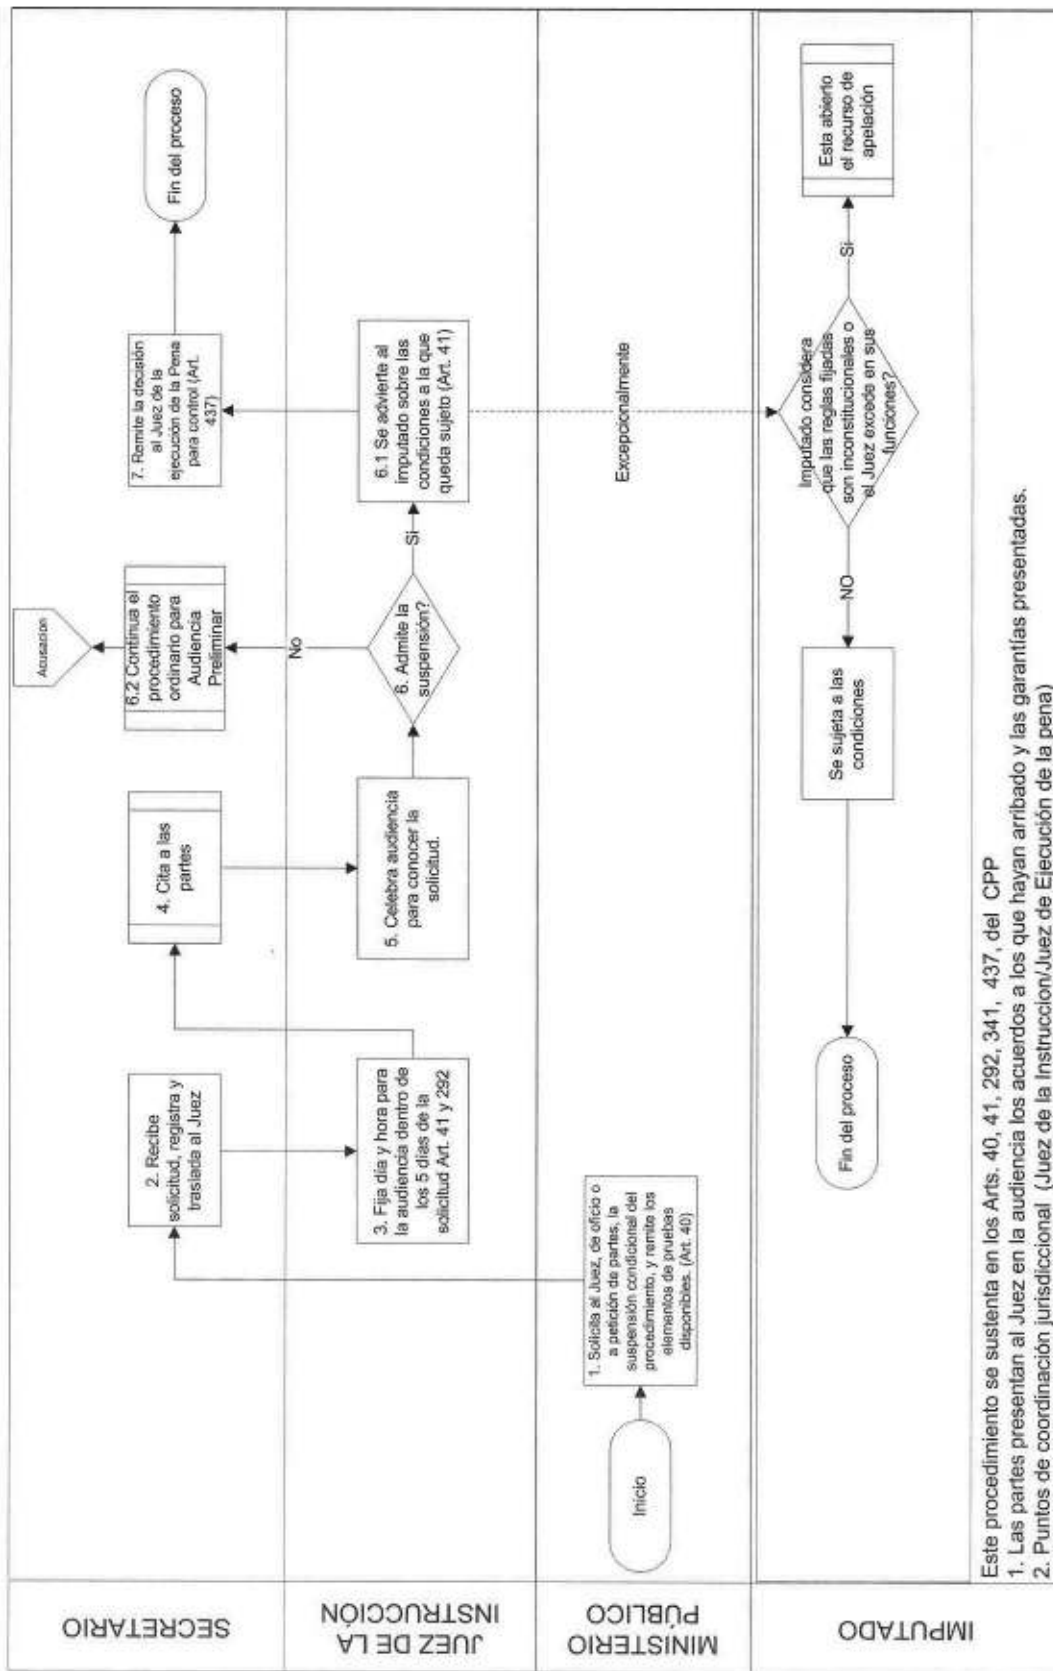 SECRETARIO
2. Recibe
solicitud, registra y
traslada al Juez
4. Cita a las
partes
6.2 Continua el
procedimiento
ordinario para
Audiencia
Preliminar
Acusacion
7. Remite la decisión
al Juez de la
ejecución de la Pena
para control (Art.
437)
Fin del proceso
JUEZ DE LA
INSTRUCCIÓN
3. Fija día y hora para
la audiencia dentro de
los 5 días de la
solicitud Art. 41 y 292
5. Celebra audiencia
para conocer la
solicitud.
6. Admite la
suspensión?
No
Si
6.1 Se advierte al
imputado sobre las
condiciones a la que
queda sujeto (Art. 41)
MINISTERIO
PÚBLICO
Inicio
1. Solicita al Juez, de oficio o
a petición de partes, la
suspensión condicional del
procedimiento, y remite los
elementos de pruebas
disponibles. (Art. 40)
Excepcionalmente
IMPUTADO
Fin del proceso
Se sujeta a las
condiciones
NO
Imputado considera
que las reglas fijadas
son inconstitucionales o
el Juez excede en sus
funciones?
Si
Esta abierto
el recurso de
apelación
Este procedimiento se sustenta en los Arts. 40, 41, 292, 341, 437, del CPP
1. Las partes presentan al Juez en la audiencia los acuerdos a los que hayan arribado y las garantías presentadas.
2. Puntos de coordinación jurisdiccional (Juez de la Instruccion/Juez de Ejecución de la pena)